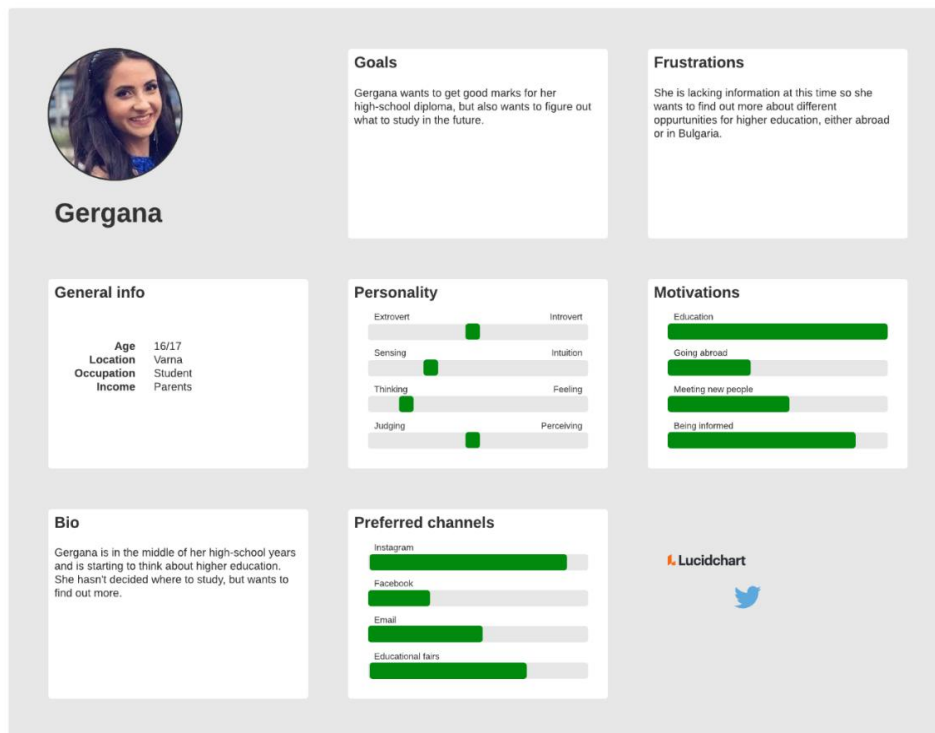 Gergana
Goals
Gergana wants to get good marks for her
high-school diploma, but also wants to figure out
what to study in the future.
Frustrations
She is lacking information at this time so she
wants to find out more about different
oppurtunities for higher education, either abroad
or in Bulgaria.
General info
Age 16/17
Location Varna
Occupation Student
Income Parents
Personality
Extrovert Introvert
Sensing Intuition
Thinking Feeling
Judging Perceiving
Motivations
Education
Going abroad
Meeting new people
Being informed
Bio
Gergana is in the middle of her high-school years
and is starting to think about higher education.
She hasn't decided where to study, but wants to
find out more.
Preferred channels
Instagram
Facebook
Email
Educational fairs
Lucidchart